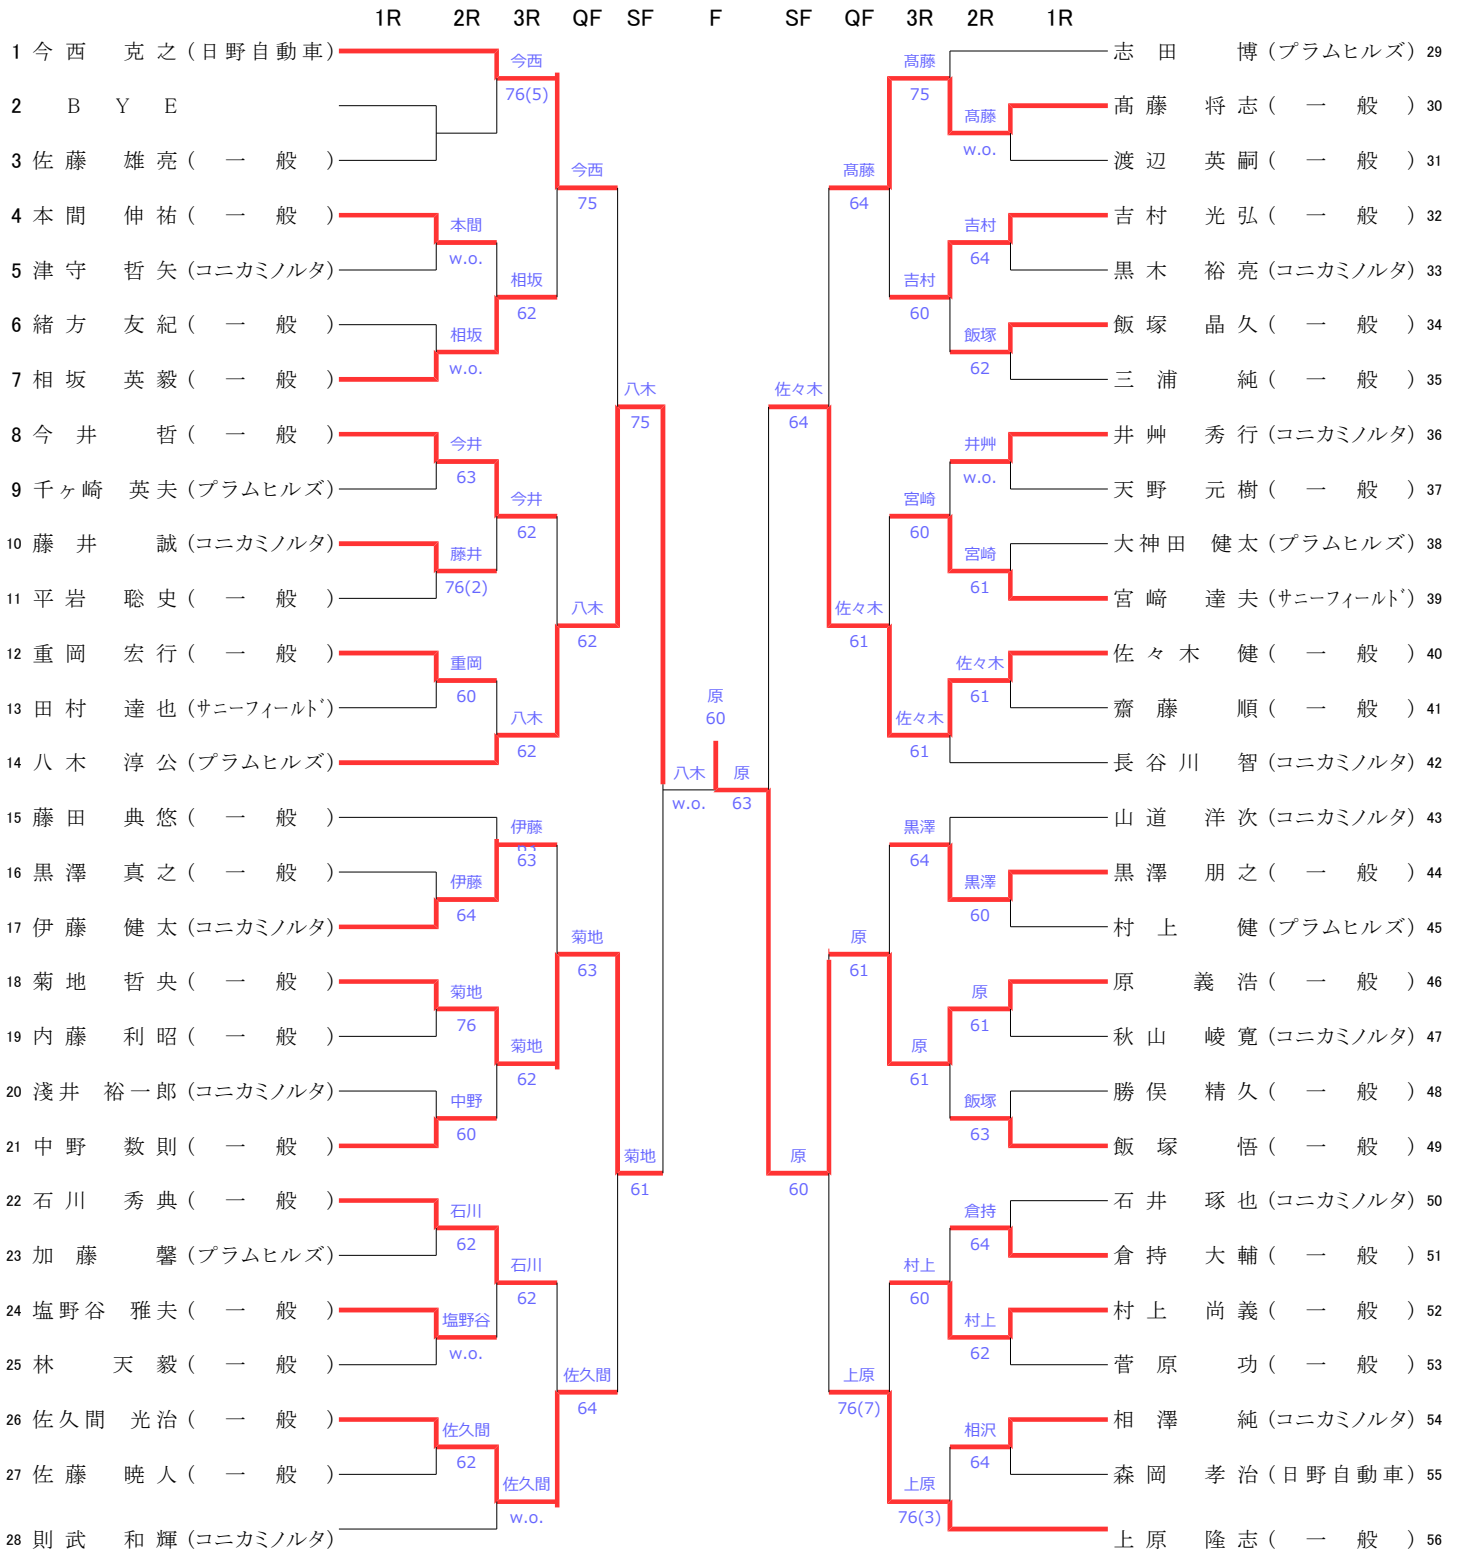 1R 2R 3R QF SF F SF QF 3R 2R 1R
1 今西 克之 (日野自動車)
2 B Y E
3 佐藤 雄亮 ( 一般 )
4 本間 伸祐 ( 一般 )
5 津守 哲矢 (コニカミノルタ)
6 緒方 友紀 ( 一般 )
7 相坂 英毅 ( 一般 )
8 今井 哲 ( 一般 )
9 千ヶ崎 英夫 (プラムヒルズ)
10 藤井 誠 (コニカミノルタ)
11 平岩 聡史 ( 一般 )
12 重岡 宏行 ( 一般 )
13 田村 達也 (サニーフィールド)
14 八木 淳公 (プラムヒルズ)
15 藤田 典悠 ( 一般 )
16 黒澤 真之 ( 一般 )
17 伊藤 健太 (コニカミノルタ)
18 菊地 哲央 ( 一般 )
19 内藤 利昭 ( 一般 )
20 淺井 裕一郎 (コニカミノルタ)
21 中野 数則 ( 一般 )
22 石川 秀典 ( 一般 )
23 加藤 馨 (プラムヒルズ)
24 塩野谷 雅夫 ( 一般 )
25 林 天毅 ( 一般 )
26 佐久間 光治 ( 一般 )
27 佐藤 暁人 ( 一般 )
28 則武 和輝 (コニカミノルタ)
本間
w.o.
相坂
w.o.
今井
63
藤井
76(2)
重岡
60
伊藤
64
菊地
76
中野
60
石川
62
塩野谷
w.o.
佐久間
62
今西
76(5)
相坂
62
今井
62
八木
62
伊藤
63
菊地
62
石川
62
佐久間
w.o.
今西
75
八木
62
菊地
63
佐久間
64
八木
75
菊地
61
八木
w.o.
原
60
原
63
佐々木
64
原
60
髙藤
64
佐々木
61
原
61
上原
76(7)
髙藤
75
吉村
60
宮崎
60
佐々木
61
黒澤
64
原
61
村上
60
上原
76(3)
髙藤
w.o.
吉村
64
飯塚
62
井艸
w.o.
宮崎
61
佐々木
61
黒澤
60
原
61
飯塚
63
倉持
64
村上
62
相沢
64
志田 博 (プラムヒルズ) 29
髙藤 将志 ( 一般 ) 30
渡辺 英嗣 ( 一般 ) 31
吉村 光弘 ( 一般 ) 32
黒木 裕亮 (コニカミノルタ) 33
飯塚 晶久 ( 一般 ) 34
三浦 純 ( 一般 ) 35
井艸 秀行 (コニカミノルタ) 36
天野 元樹 ( 一般 ) 37
大神田 健太 (プラムヒルズ) 38
宮﨑 達夫 (サニーフィールド) 39
佐々木 健 ( 一般 ) 40
齋藤 順 ( 一般 ) 41
長谷川 智 (コニカミノルタ) 42
山道 洋次 (コニカミノルタ) 43
黒澤 朋之 ( 一般 ) 44
村上 健 (プラムヒルズ) 45
原 義浩 ( 一般 ) 46
秋山 崚寛 (コニカミノルタ) 47
勝俣 精久 ( 一般 ) 48
飯塚 悟 ( 一般 ) 49
石井 琢也 (コニカミノルタ) 50
倉持 大輔 ( 一般 ) 51
村上 尚義 ( 一般 ) 52
菅原 功 ( 一般 ) 53
相澤 純 (コニカミノルタ) 54
森岡 孝治 (日野自動車) 55
上原 隆志 ( 一般 ) 56